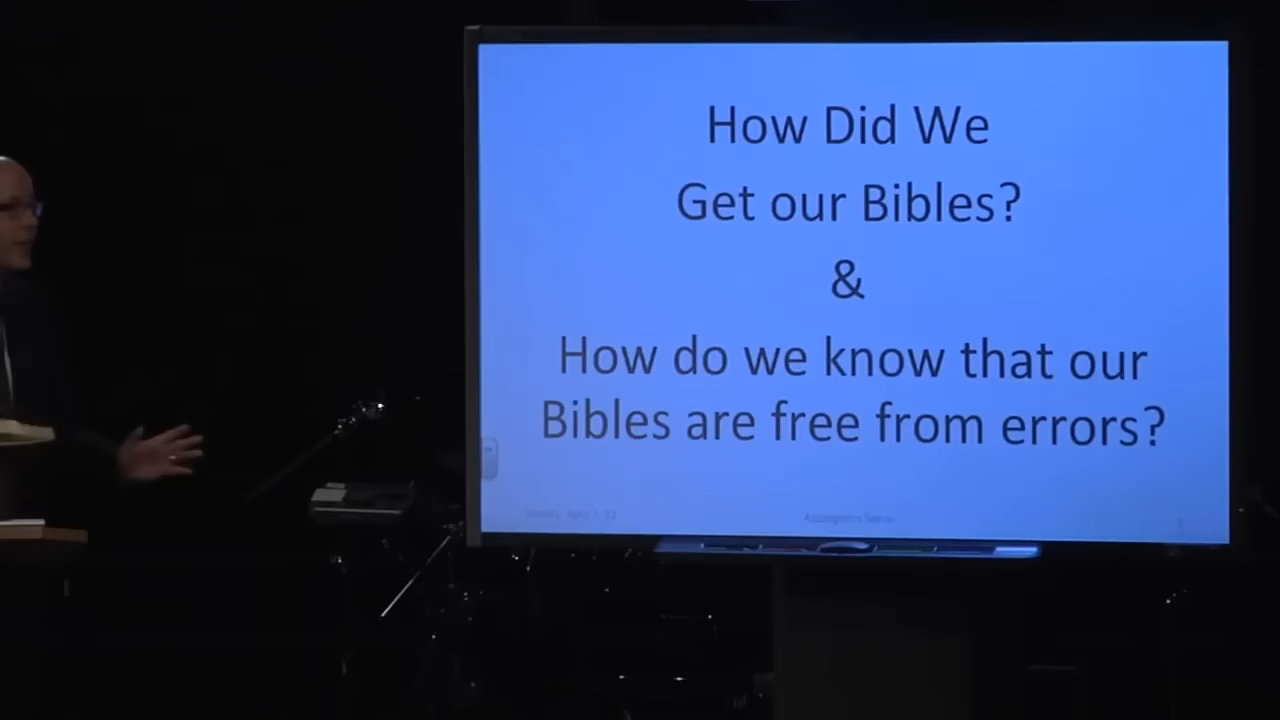 How Did We
Get our Bibles?
&
How do we know that our
Bibles are free from errors?